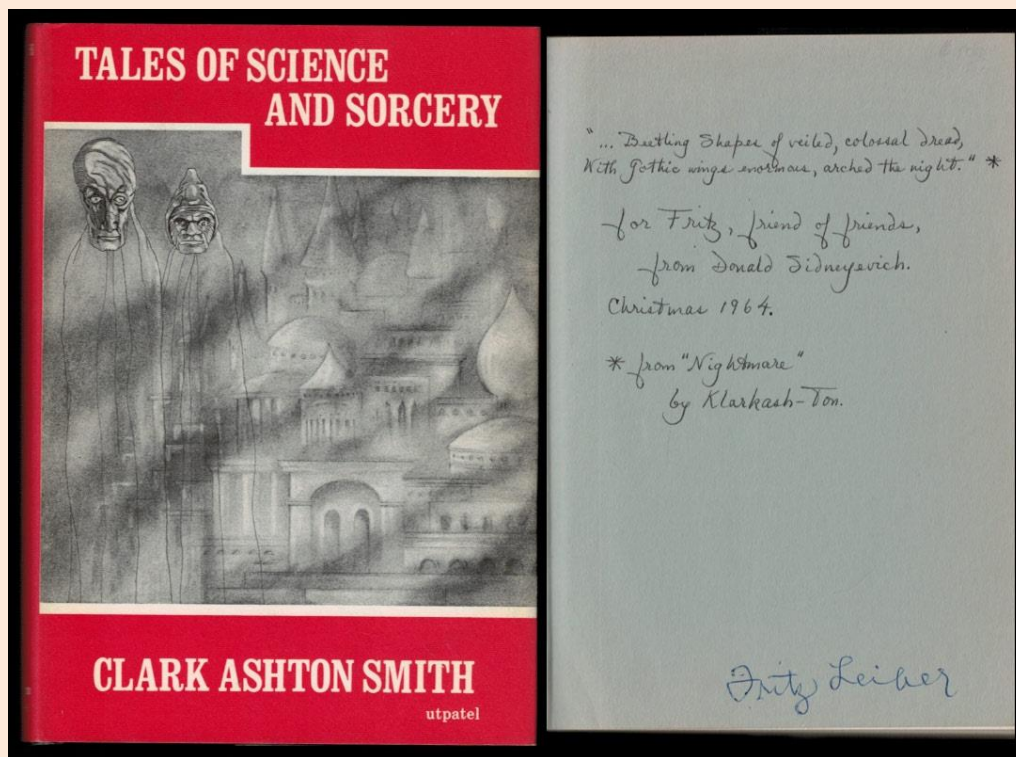 TALES OF SCIENCE
AND SORCERY
CLARK ASHTON SMITH
utpatel
"... Beetling Shapes of veiled, colossal dread,
With Gothic wings enormous, arched the night." *
for Fritz, friend of friends,
from Donald Sidneyevich.
Christmas 1964.
* from "Nightmare"
by Klarkash-Ton.
Fritz Leiber